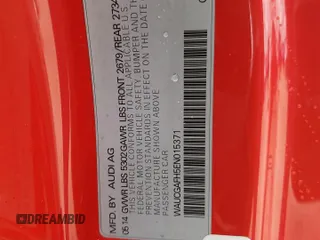 MFD. BY AUDI AG
05 14 GWWR LBS 5302 GAWR LBS FRONT 2679/REAR 2734
THIS VEHICLE CONFORMS TO ALL APPLICABLE U.S.
FEDERAL MOTOR VEHICLE SAFETY, BUMPER AND THEFT
PREVENTION STANDARDS IN EFFECT ON THE DATE OF
MANUFACTURE SHOWN ABOVE.
PASSENGER CAR
WAUCGAFH5EN015371
DREAMBID